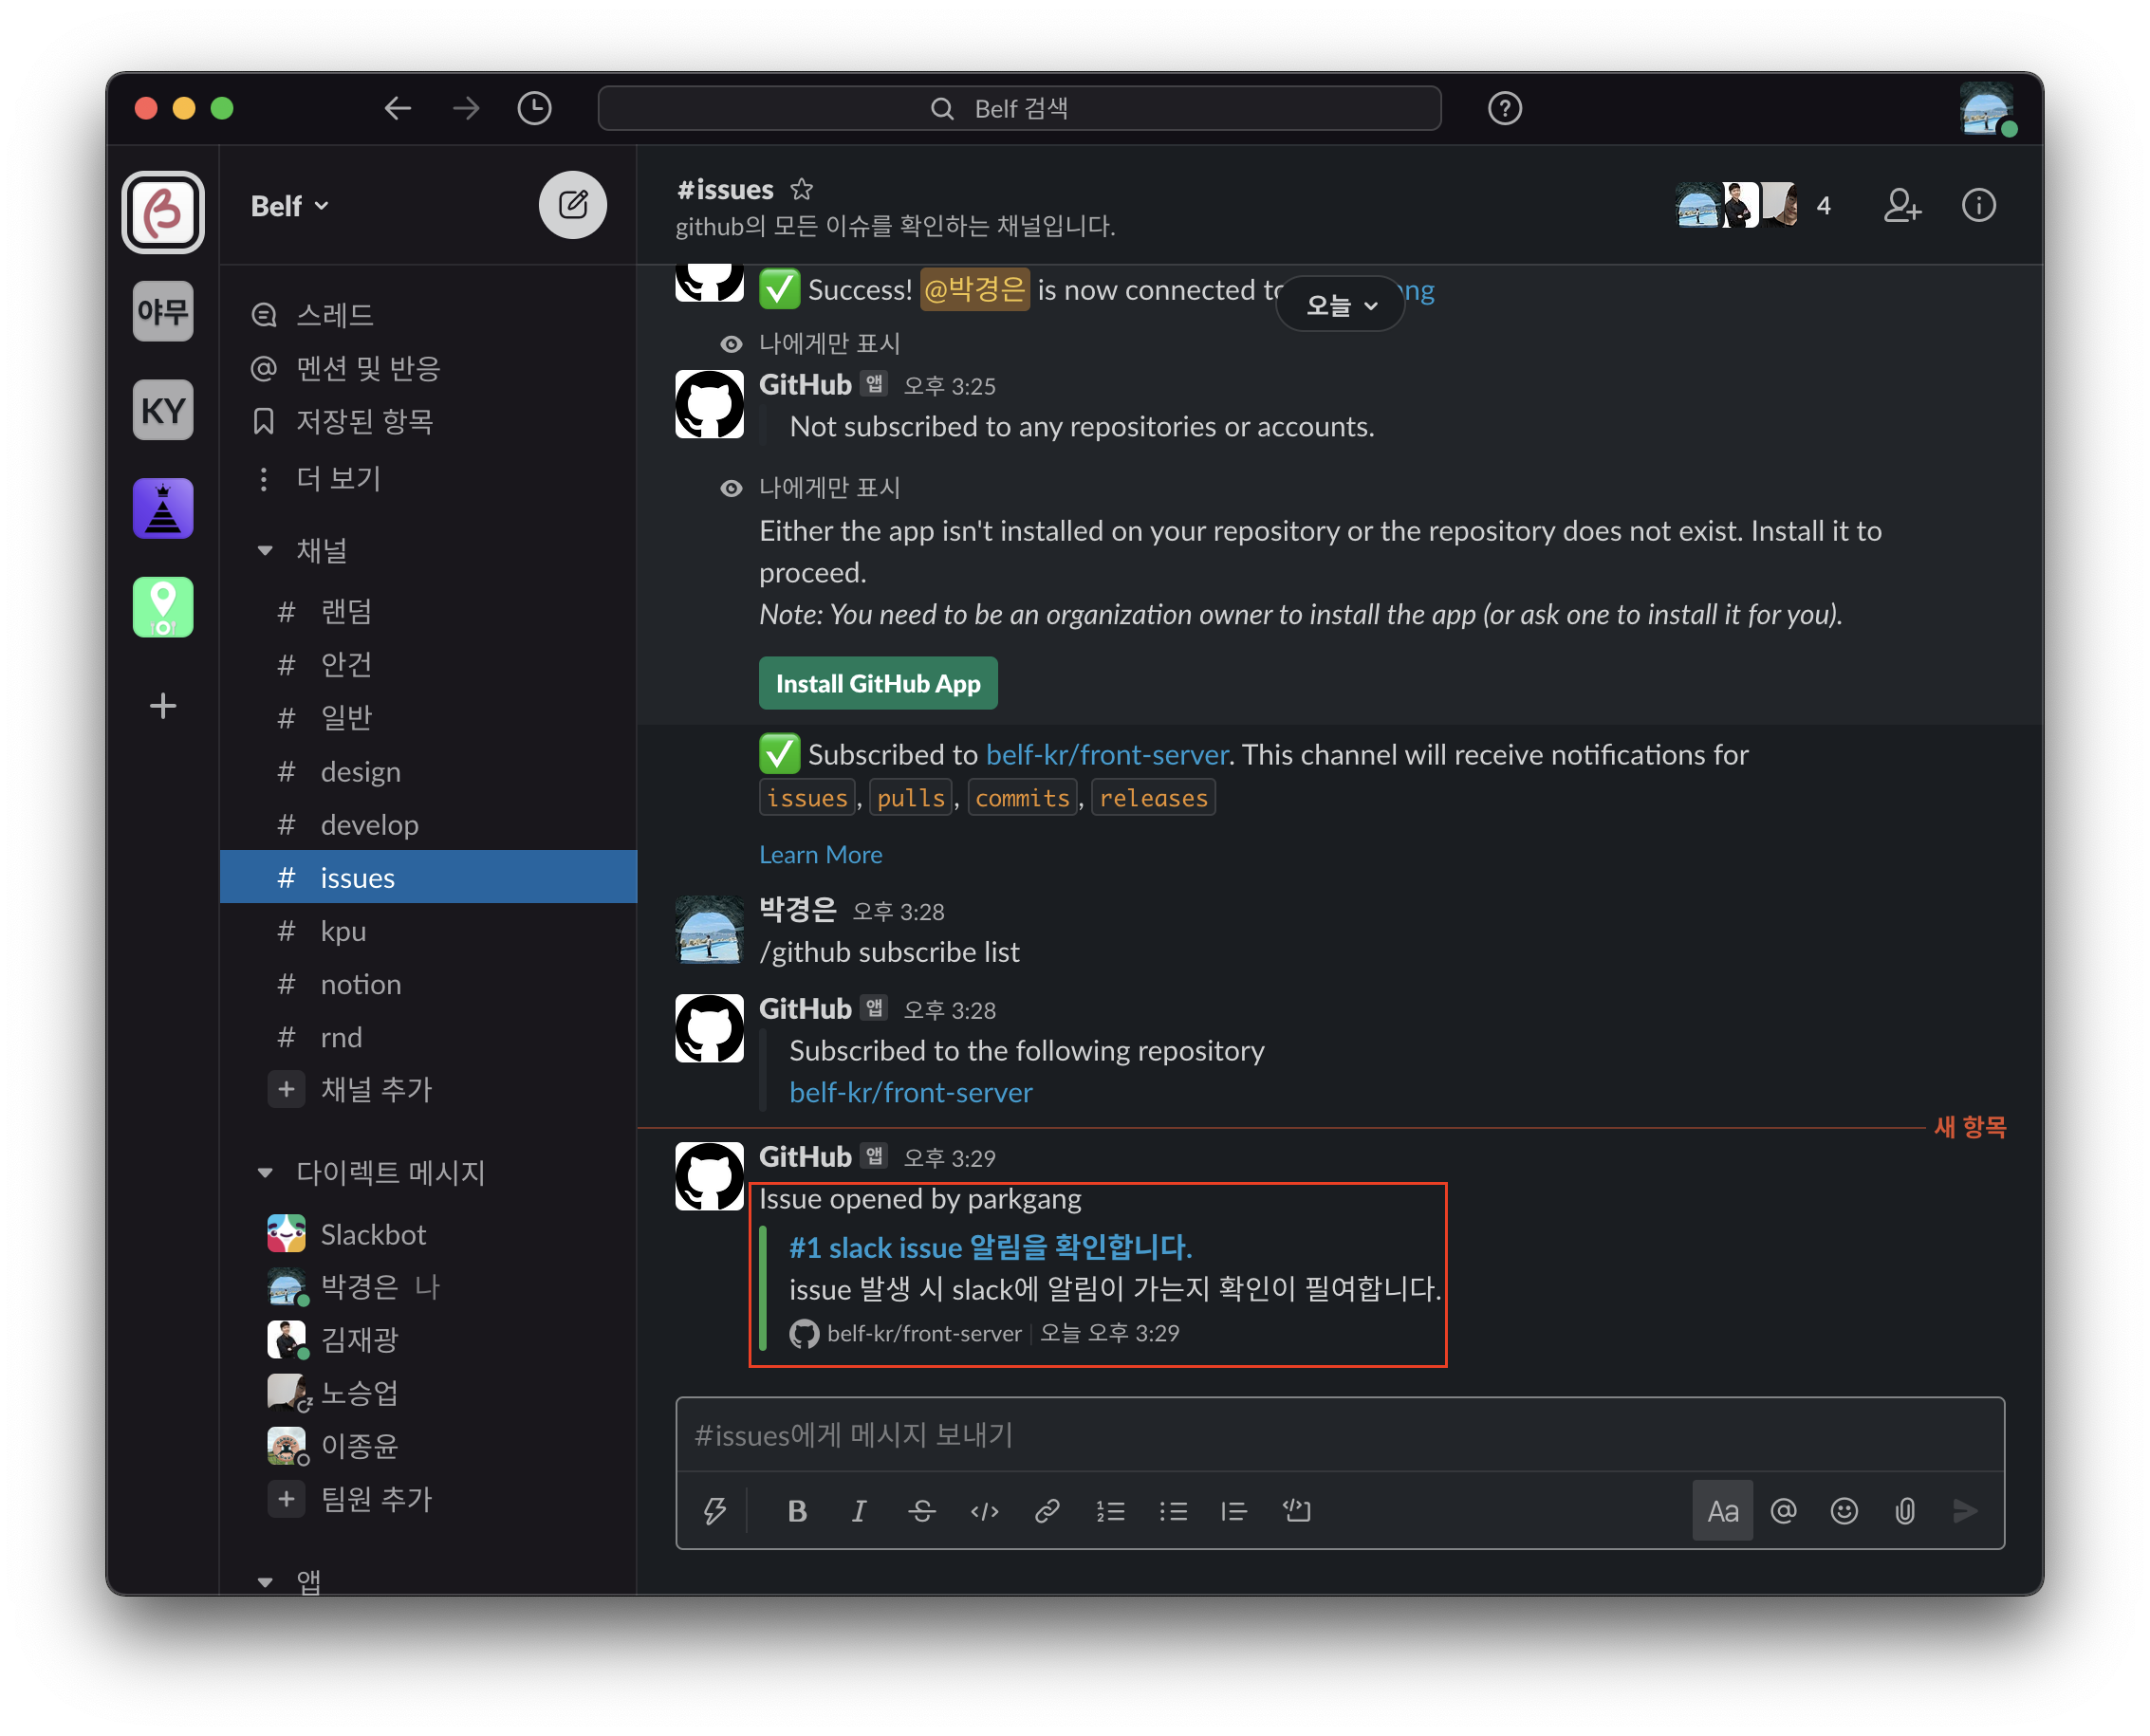 Belf 검색
Belf
야무
KY
스레드
멘션 및 반응
저장된 항목
더 보기
채널
# 랜덤
# 안건
# 일반
# design
# develop
# issues
# kpu
# notion
# rnd
+ 채널 추가
다이렉트 메시지
Slackbot
박경은 나
김재광
노승업
이종윤
+ 팀원 추가
앱
#issues
github의 모든 이슈를 확인하는 채널입니다.
4
Success! @박경은 is now connected to
오늘
나에게만 표시
GitHub 앱 오후 3:25
Not subscribed to any repositories or accounts.
나에게만 표시
Either the app isn't installed on your repository or the repository does not exist. Install it to
proceed.
Note: You need to be an organization owner to install the app (or ask one to install it for you).
Install GitHub App
Subscribed to belf-kr/front-server. This channel will receive notifications for
issues, pulls, commits, releases
Learn More
박경은 오후 3:28
/github subscribe list
GitHub 앱 오후 3:28
Subscribed to the following repository
belf-kr/front-server
새 항목
GitHub 앱 오후 3:29
Issue opened by parkgang
#1 slack issue 알림을 확인합니다.
issue 발생 시 slack에 알림이 가는지 확인이 필여합니다.
belf-kr/front-server | 오늘 오후 3:29
#issues에게 메시지 보내기
B I S </> Aa @